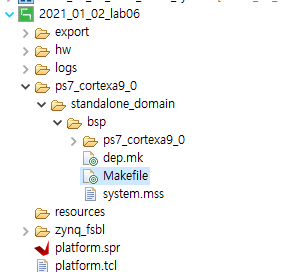 2021_01_02_lab06
export
hw
logs
ps7_cortexa9_0
standalone_domain
bsp
ps7_cortexa9_0
dep.mk
Makefile
system.mss
resources
zynq_fsbl
platform.spr
platform.tcl